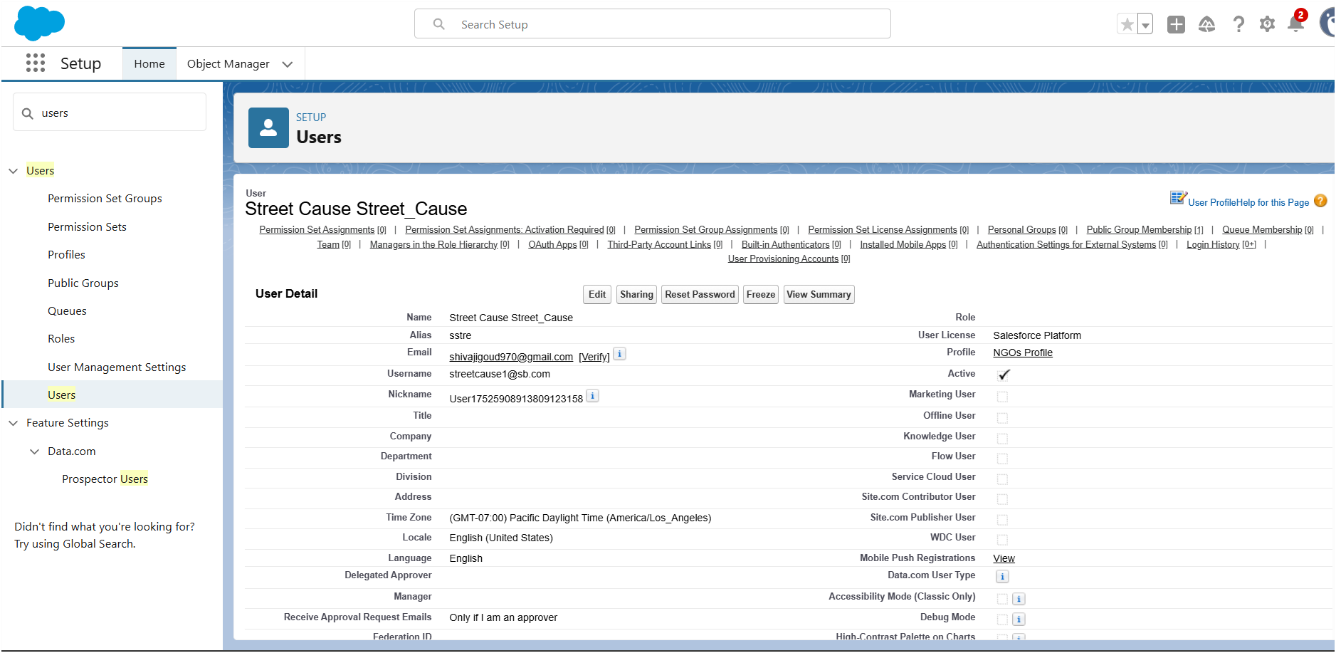 Search Setup
2
Setup
Home
Object Manager
users
Users
Permission Set Groups
Permission Sets
Profiles
Public Groups
Queues
Roles
User Management Settings
Users
Feature Settings
Data.com
Prospector Users
Didn't find what you're looking for?
Try using Global Search.
SETUP
Users
User
Street Cause Street_Cause
User ProfileHelp for this Page
Permission Set Assignments [0] | Permission Set Assignments: Activation Required [0] | Permission Set Group Assignments [0] | Permission Set License Assignments [0] | Personal Groups [0] | Public Group Membership [1] | Queue Membership [0] |
Team [0] | Managers in the Role Hierarchy [0] | OAuth Apps [0] | Third-Party Account Links [0] | Built-in Authenticators [0] | Installed Mobile Apps [0] | Authentication Settings for External Systems [0] | Login History [0+] |
User Provisioning Accounts [0]
User Detail
Edit Sharing Reset Password Freeze View Summary
Name Street Cause Street_Cause Role
Alias sstre User License Salesforce Platform
Email shivajigoud970@gmail.com [Verify] i Profile NGOs Profile
Username streetcause1@sb.com Active
Nickname User17525908913809123158 i Marketing User
Title Offline User
Company Knowledge User
Department Flow User
Division Service Cloud User
Address Site.com Contributor User
Time Zone (GMT-07:00) Pacific Daylight Time (America/Los_Angeles) Site.com Publisher User
Locale English (United States) WDC User
Language English Mobile Push Registrations View
Delegated Approver Data.com User Type i
Manager Accessibility Mode (Classic Only) i
Receive Approval Request Emails Only if I am an approver Debug Mode i
Federation ID High-Contrast Palette on Charts i